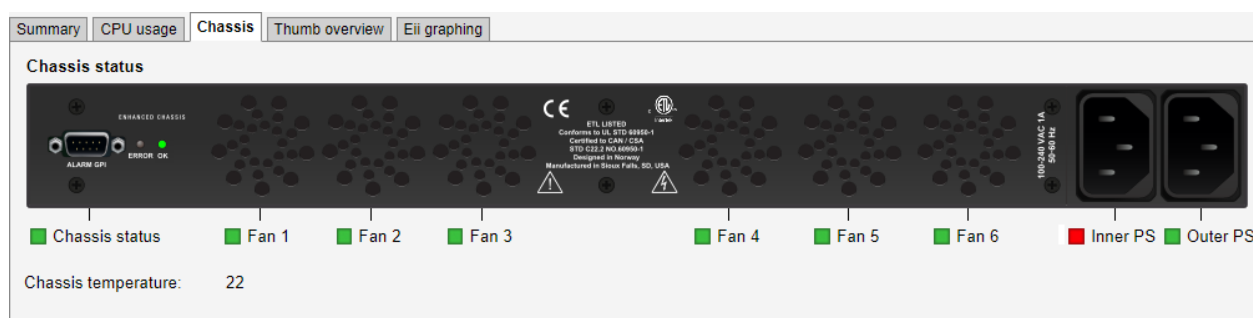 Summary CPU usage Chassis Thumb overview Eii graphing
Chassis status
ENHANCED CHASSIS
ERROR OK
ALARM GPI
CE
ETL LISTED
Conforms to UL STD 60950-1
Certified to CAN / CSA
STD C22.2 NO.60950-1
Designed in Norway
Manufactured in Sioux Falls, SD, USA
100-240 VAC 1A
50-60 Hz
Chassis status Fan 1 Fan 2 Fan 3 Fan 4 Fan 5 Fan 6 Inner PS Outer PS
Chassis temperature: 22